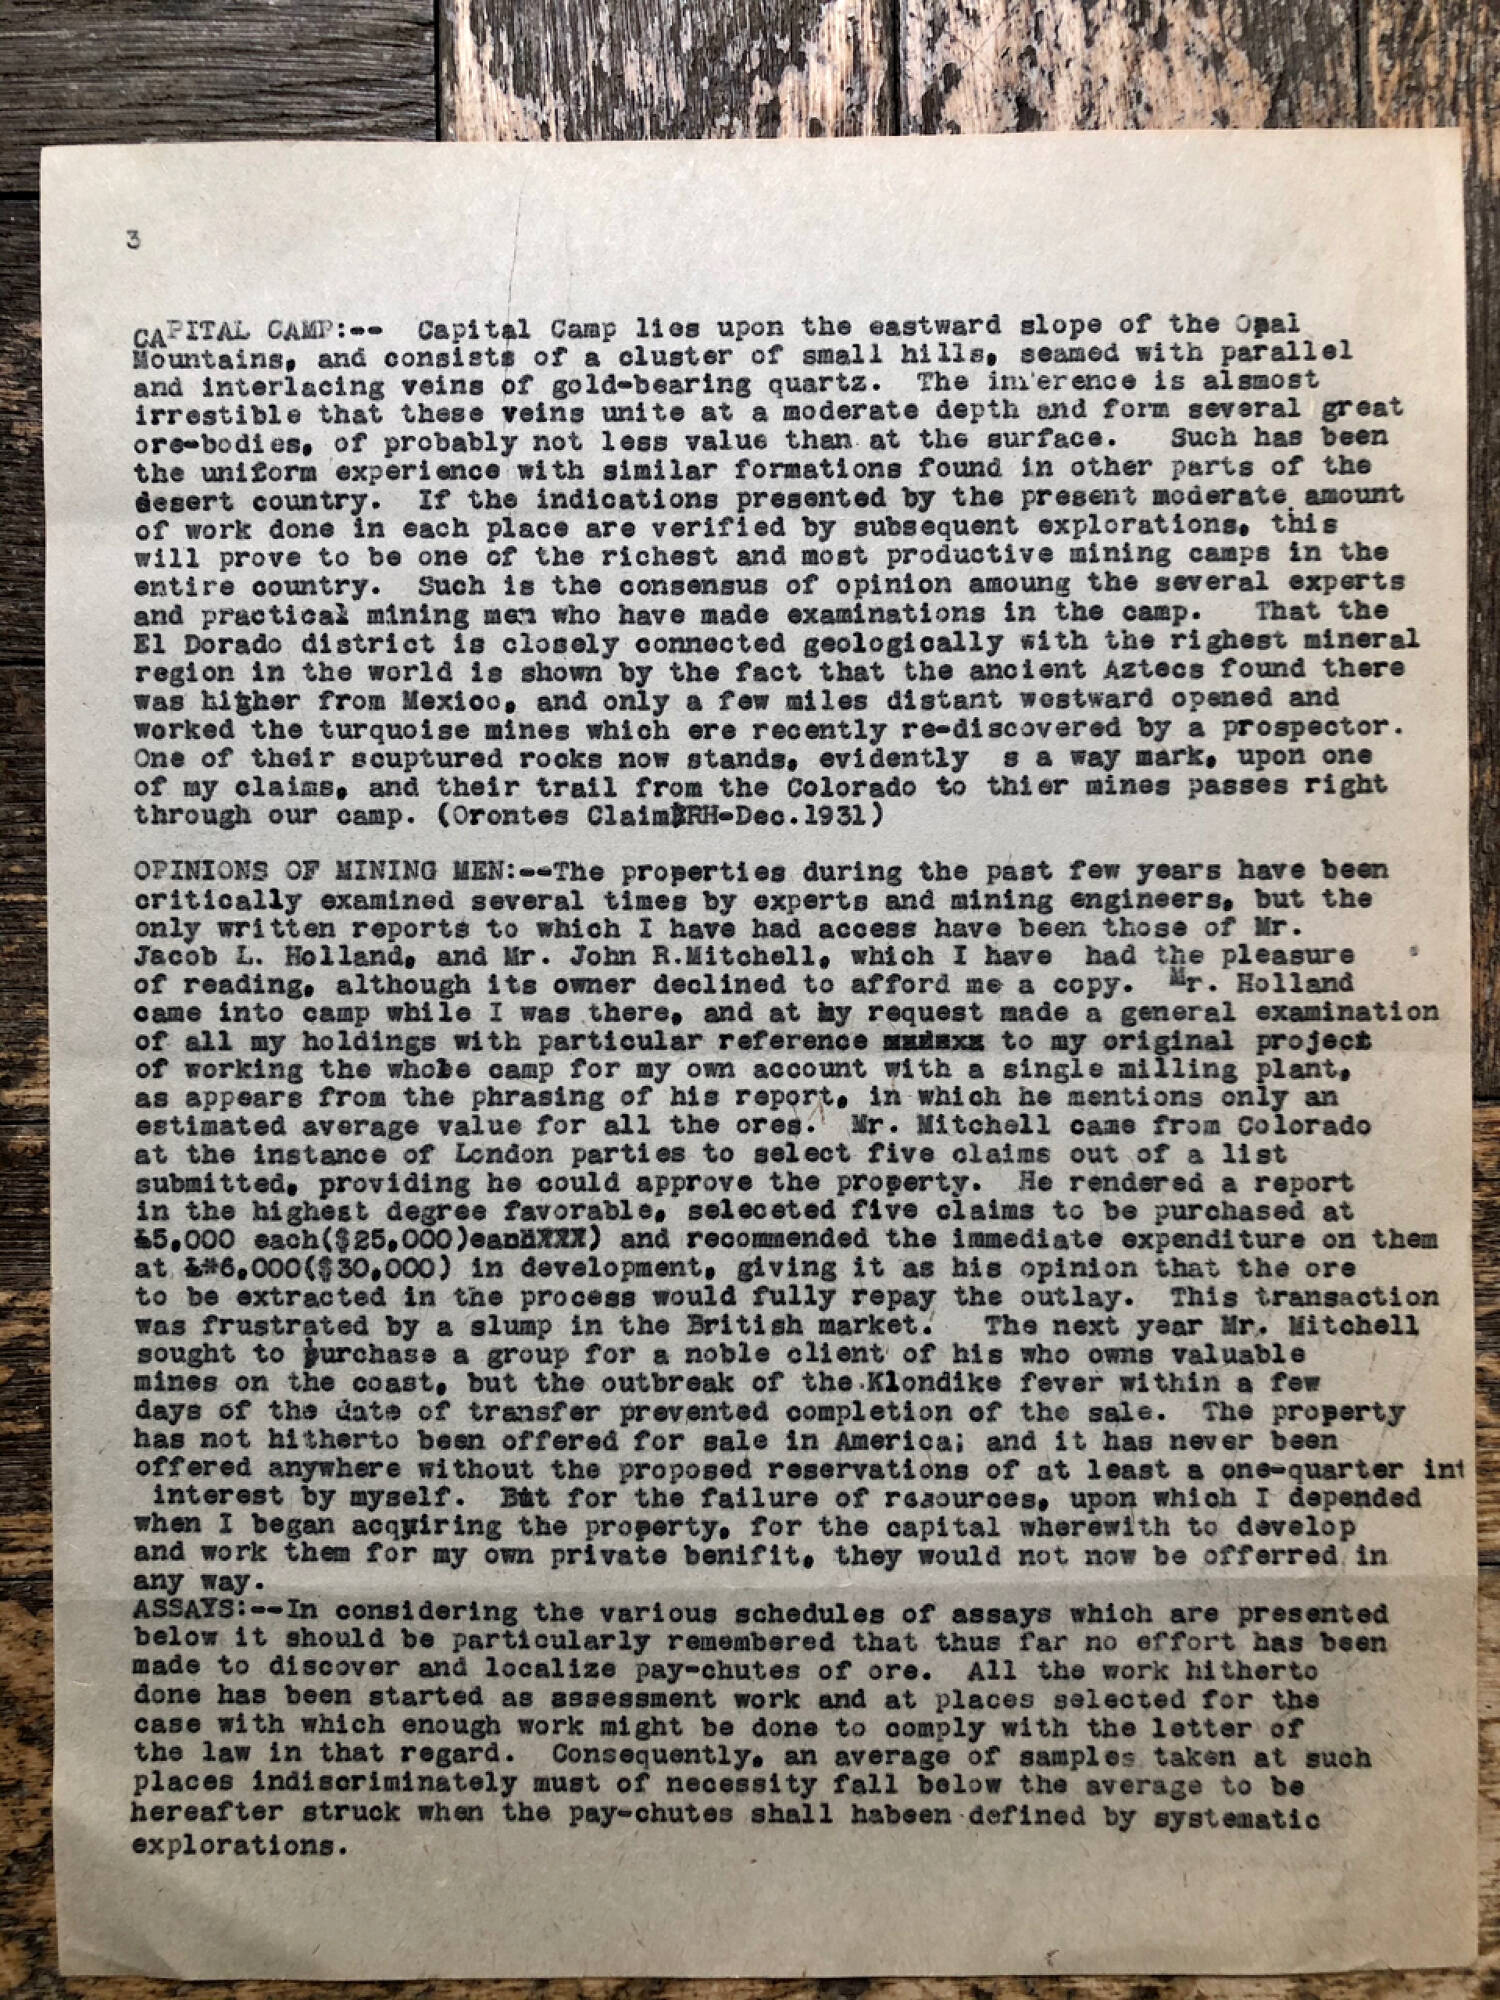 3
CAPITAL CAMP:-- Capital Camp lies upon the eastward slope of the Opal
Mountains, and consists of a cluster of small hills, seamed with parallel
and interlacing veins of gold-bearing quartz. The inference is alsmost
irrestible that these veins unite at a moderate depth and form several great
ore-bodies, of probably not less value than at the surface. Such has been
the uniform experience with similar formations found in other parts of the
desert country. If the indications presented by the present moderate amount
of work done in each place are verified by subsequent explorations, this
will prove to be one of the richest and most productive mining camps in the
entire country. Such is the consensus of opinion amoung the several experts
and practical mining men who have made examinations in the camp. That the
El Dorado district is closely connected geologically with the righest mineral
region in the world is shown by the fact that the ancient Aztecs found there
was higher from Mexico, and only a few miles distant westward opened and
worked the turquoise mines which ere recently re-discovered by a prospector.
One of their scuptured rocks now stands, evidently s a way mark, upon one
of my claims, and their trail from the Colorado to thier mines passes right
through our camp. (Orontes Claim RH-Dec.1931)
OPINIONS OF MINING MEN:--The properties during the past few years have been
critically examined several times by experts and mining engineers, but the
only written reports to which I have had access have been those of Mr.
Jacob L. Holland, and Mr. John R.Mitchell, which I have had the pleasure
of reading, although its owner declined to afford me a copy. Mr. Holland
came into camp while I was there, and at my request made a general examination
of all my holdings with particular reference to my original project
of working the whole camp for my own account with a single milling plant,
as appears from the phrasing of his report, in which he mentions only an
estimated average value for all the ores. Mr. Mitchell came from Colorado
at the instance of London parties to select five claims out of a list
submitted, providing he could approve the property. He rendered a report
in the highest degree favorable, seleceted five claims to be purchased at
£5,000 each($25,000) and recommended the immediate expenditure on them
at £*6,000($30,000) in development, giving it as his opinion that the ore
to be extracted in the process would fully repay the outlay. This transaction
was frustrated by a slump in the British market. The next year Mr. Mitchell
sought to purchase a group for a noble client of his who owns valuable
mines on the coast, but the outbreak of the Klondike fever within a few
days of the date of transfer prevented completion of the sale. The property
has not hitherto been offered for sale in America; and it has never been
offered anywhere without the proposed reservations of at least a one-quarter int
interest by myself. But for the failure of resources, upon which I depended
when I began acquiring the property, for the capital wherewith to develop
and work them for my own private benifit, they would not now be offerred in
any way.
ASSAYS:--In considering the various schedules of assays which are presented
below it should be particularly remembered that thus far no effort has been
made to discover and localize pay-chutes of ore. All the work hitherto
done has been started as assessment work and at places selected for the
case with which enough work might be done to comply with the letter of
the law in that regard. Consequently, an average of samples taken at such
places indiscriminately must of necessity fall below the average to be
hereafter struck when the pay-chutes shall habeen defined by systematic
explorations.